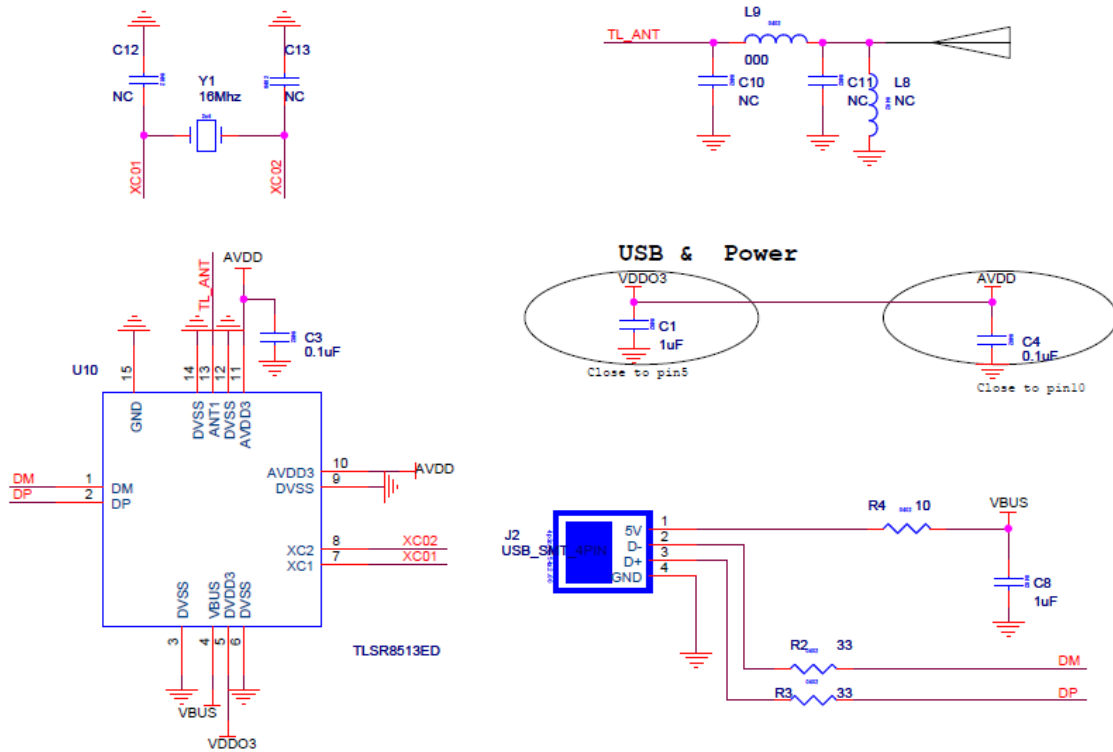 C12
NC
Y1
16Mhz
C13
NC
XC01
XC02
TL_ANT
L9
0402
000
C10
NC
C11
NC
L8
NC
USB & Power
VDDO3
C1
1uF
Close to pin5
AVDD
C4
0.1uF
Close to pin10
TL_ANT
AVDD
C3
0.1uF
U10
15
14
13
12
11
GND
DVSS
ANT1
DVSS
AVDD3
DM
1
DM
DP
2
DP
AVDD3
10
AVDD
DVSS
9
XC2
8
XC02
XC1
7
XC01
DVSS
VBUS
DVDD3
DVSS
3
4
5
6
VBUS
VDDO3
TLSR8513ED
J2
USB_SMT_4PIN
5V
1
D-
2
D+
3
GND
4
R4
0402
10
VBUS
C8
1uF
R2
0402
33
DM
R3
0402
33
DP